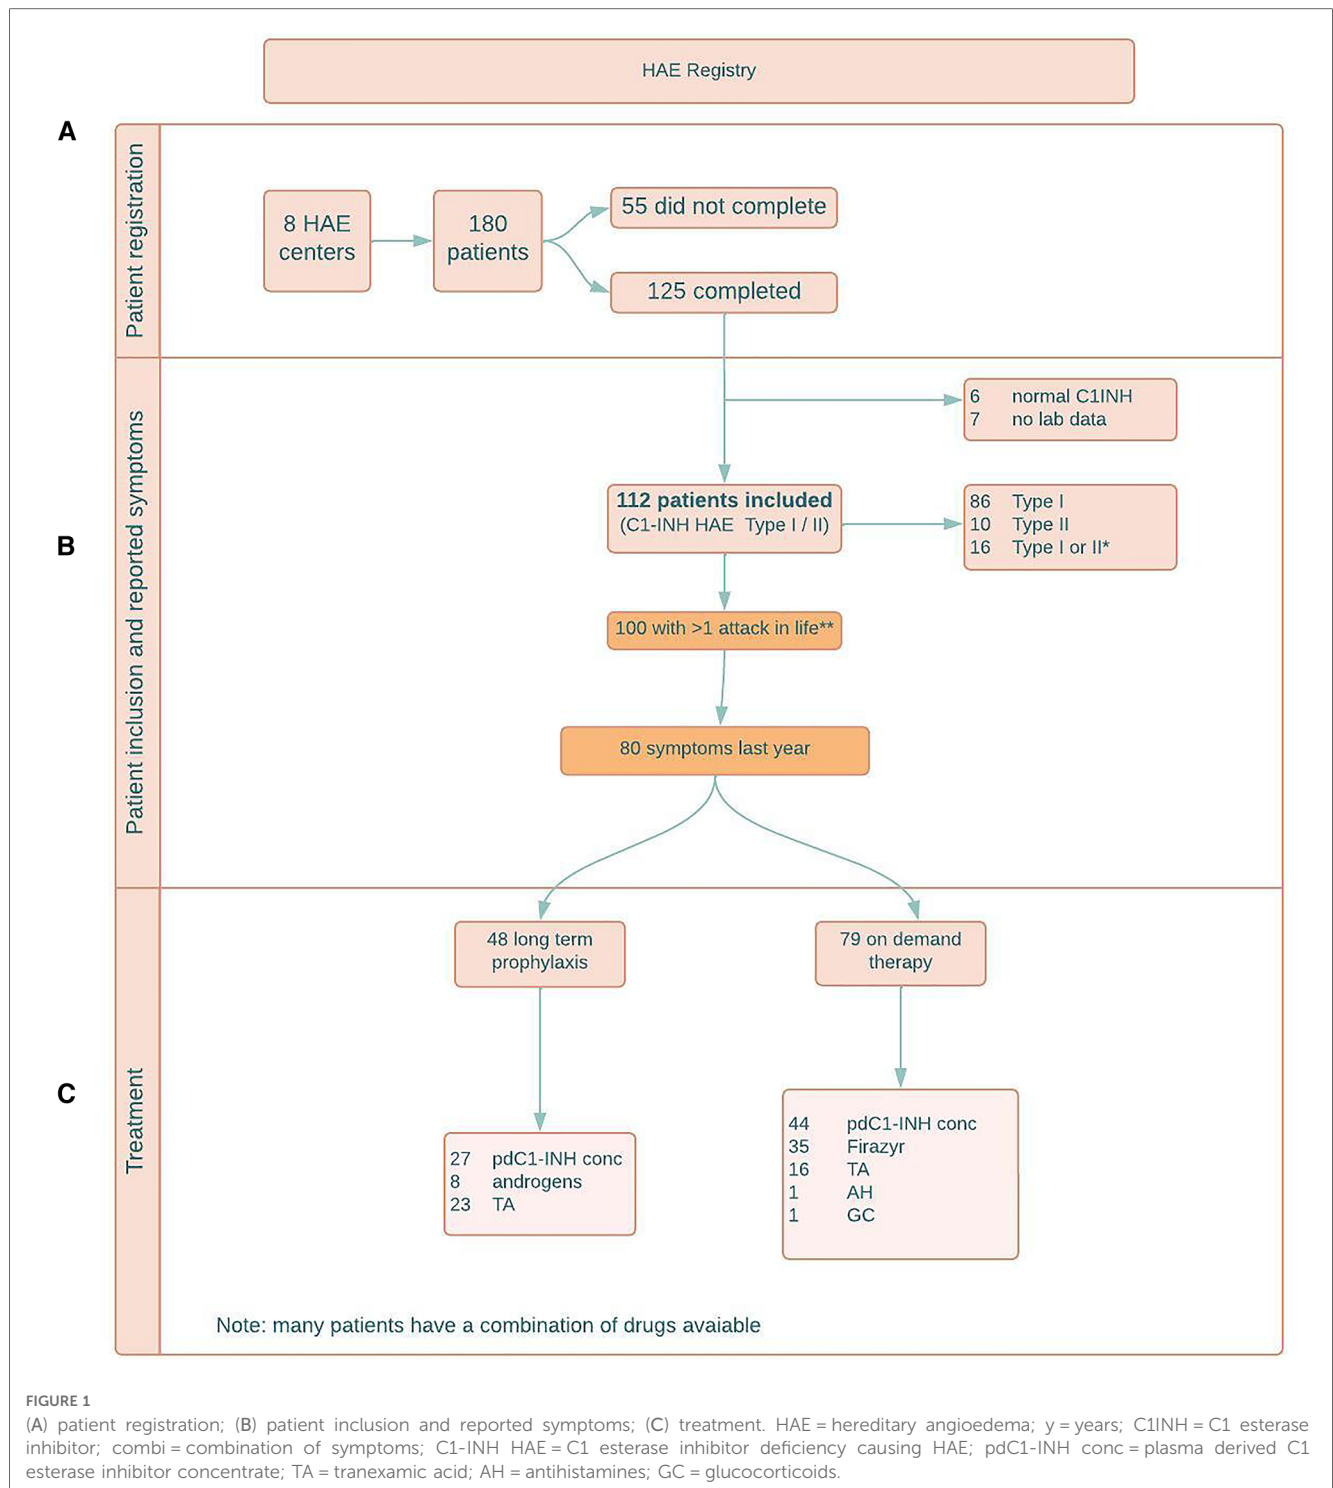 HAE Registry
A
Patient registration
8 HAE
centers
180
patients
55 did not complete
125 completed
B
Patient inclusion and reported symptoms
6 normal C1INH
7 no lab data
112 patients included
(C1-INH HAE Type I / II)
86 Type I
10 Type II
16 Type I or II*
100 with >1 attack in life**
80 symptoms last year
C
Treatment
48 long term
prophylaxis
79 on demand
therapy
27 pdC1-INH conc
8 androgens
23 TA
44 pdC1-INH conc
35 Firazyr
16 TA
1 AH
1 GC
Note: many patients have a combination of drugs avaiable
FIGURE 1
(A) patient registration; (B) patient inclusion and reported symptoms; (C) treatment. HAE = hereditary angioedema; y = years; C1INH = C1 esterase
inhibitor; combi = combination of symptoms; C1-INH HAE = C1 esterase inhibitor deficiency causing HAE; pdC1-INH conc = plasma derived C1
esterase inhibitor concentrate; TA = tranexamic acid; AH = antihistamines; GC = glucocorticoids.